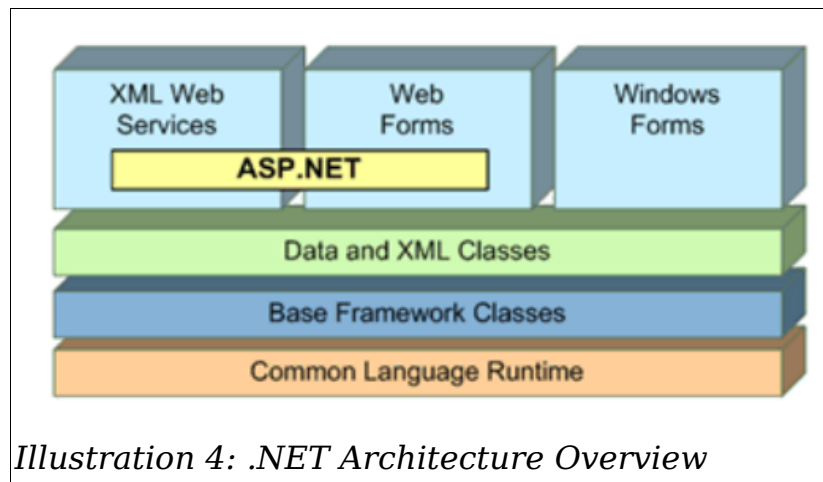 XML Web
Services
Web
Forms
Windows
Forms
ASP.NET
Data and XML Classes
Base Framework Classes
Common Language Runtime
Illustration 4: .NET Architecture Overview